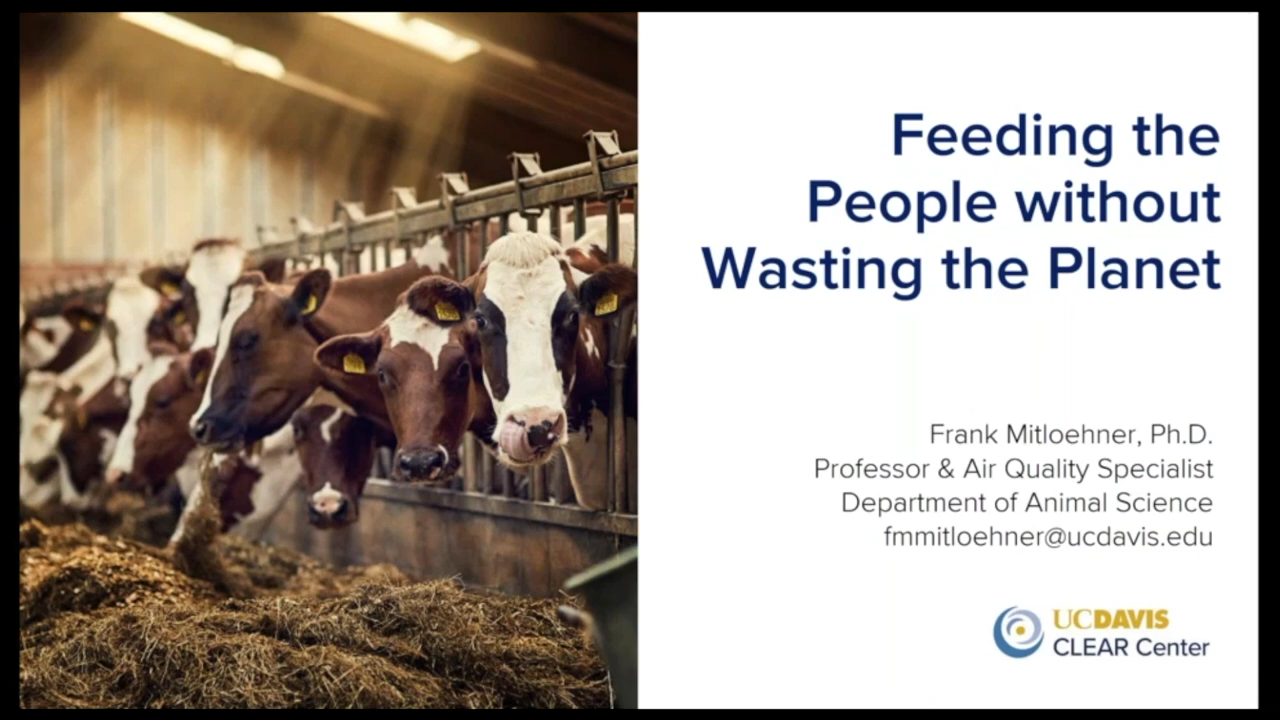 Feeding the
People without
Wasting the Planet
Frank Mitloehner, Ph.D.
Professor & Air Quality Specialist
Department of Animal Science
fmmitloehner@ucdavis.edu
UCDAVIS
CLEAR Center